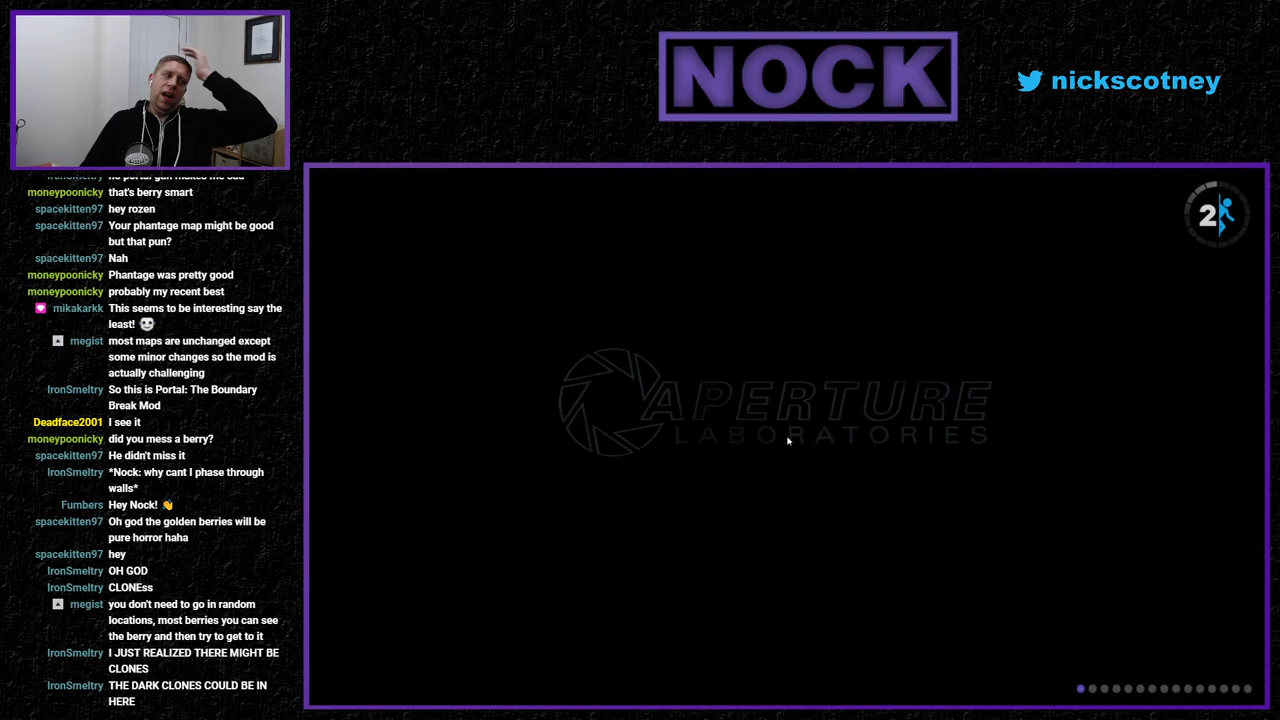 NOCK
nickscotney
IronSmeltry no portal gun makes me sad
moneypoonicky that's berry smart
spacekitten97 hey rozen
spacekitten97 Your phantage map might be good
but that pun?
spacekitten97 Nah
moneypoonicky Phantage was pretty good
moneypoonicky probably my recent best
mikakarkk This seems to be interesting say the
least!
megist most maps are unchanged except
some minor changes so the mod is
actually challenging
IronSmeltry So this is Portal: The Boundary
Break Mod
Deadface2001 I see it
moneypoonicky did you mess a berry?
spacekitten97 He didn't miss it
IronSmeltry *Nock: why cant I phase through
walls*
Fumbers Hey Nock!
spacekitten97 Oh god the golden berries will be
pure horror haha
spacekitten97 hey
IronSmeltry OH GOD
IronSmeltry CLONEss
megist you don't need to go in random
locations, most berries you can see
the berry and then try to get to it
IronSmeltry I JUST REALIZED THERE MIGHT BE
CLONES
IronSmeltry THE DARK CLONES COULD BE IN
HERE
2
APERTURE
LABORATORIES